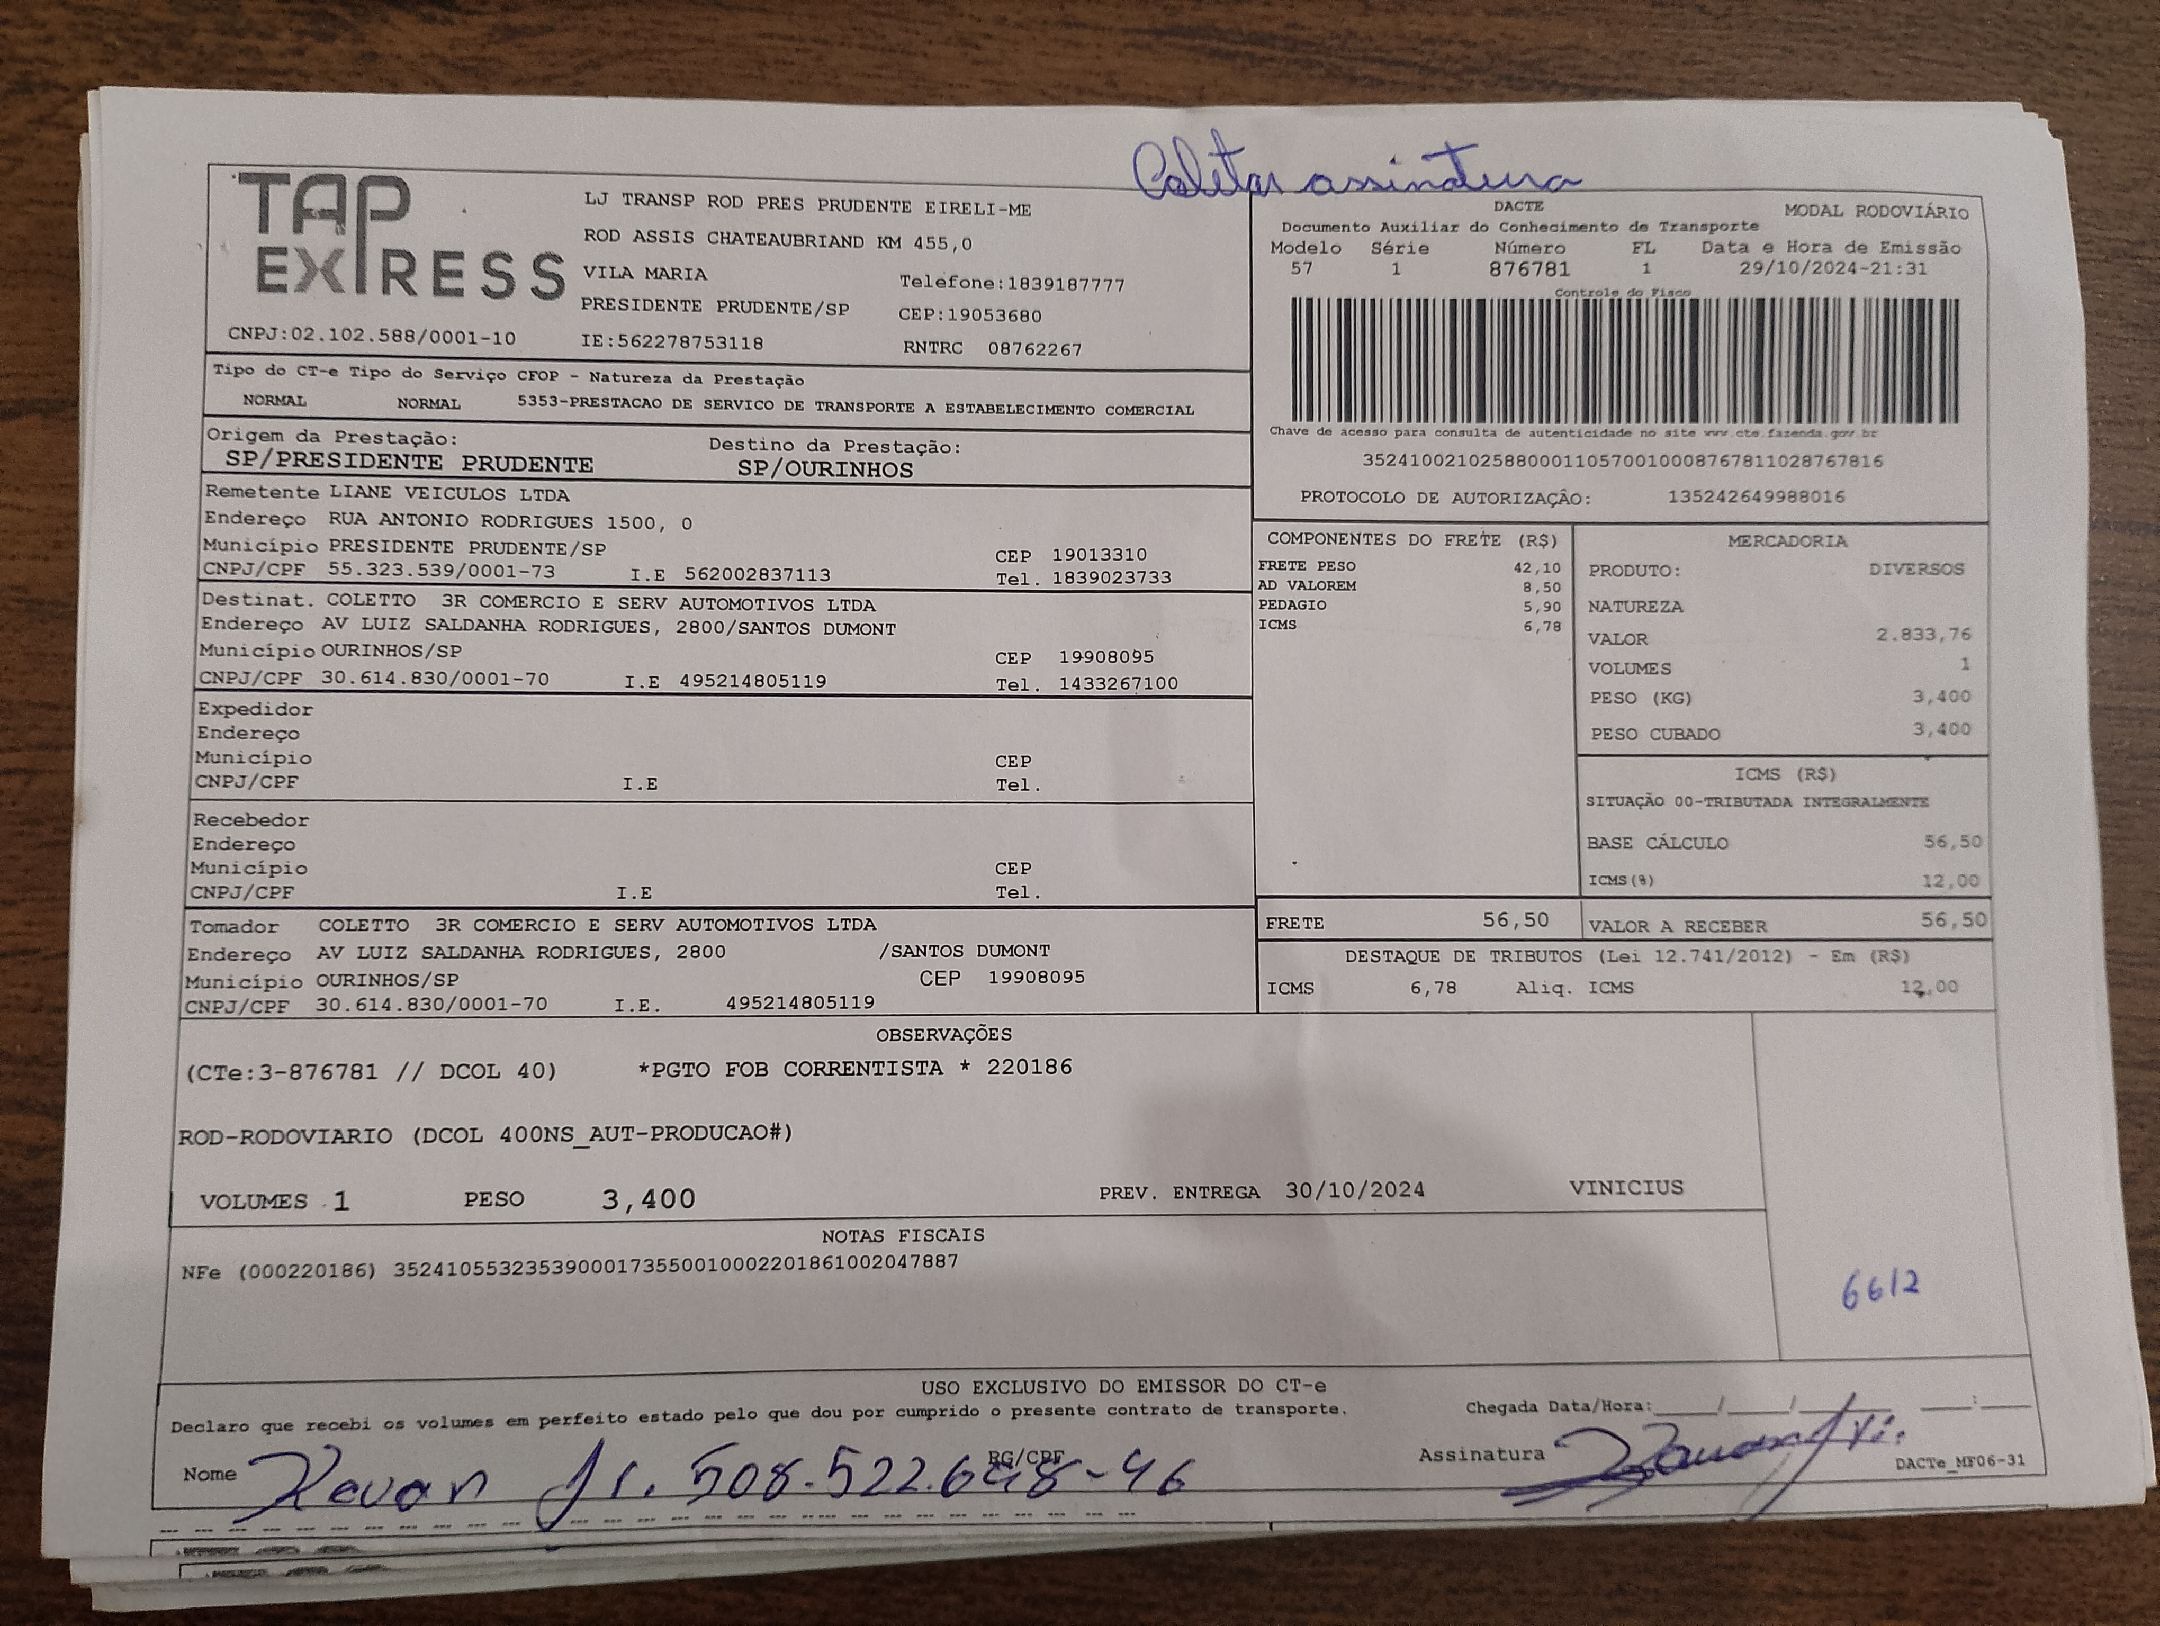 Coletar assinatura
TAP EXPRESS
CNPJ:02.102.588/0001-10
LJ TRANSP ROD PRES PRUDENTE EIRELI-ME
ROD ASSIS CHATEAUBRIAND KM 455,0
VILA MARIA Telefone:1839187777
PRESIDENTE PRUDENTE/SP CEP:19053680
IE:562278753118 RNTRC 08762267
DACTE MODAL RODOVIÁRIO
Documento Auxiliar do Conhecimento de Transporte
Modelo Série Número FL Data e Hora de Emissão
57 1 876781 1 29/10/2024-21:31
Controle do Fisco
Chave de acesso para consulta de autenticidade no site www.cte.fazenda.gov.br
35241002102588000110570010008767811028767816
PROTOCOLO DE AUTORIZAÇÃO: 135242649988016
Tipo do CT-e Tipo do Serviço CFOP - Natureza da Prestação
NORMAL NORMAL 5353-PRESTACAO DE SERVICO DE TRANSPORTE A ESTABELECIMENTO COMERCIAL
Origem da Prestação: Destino da Prestação:
SP/PRESIDENTE PRUDENTE SP/OURINHOS
Remetente LIANE VEICULOS LTDA
Endereço RUA ANTONIO RODRIGUES 1500, 0
Município PRESIDENTE PRUDENTE/SP CEP 19013310
CNPJ/CPF 55.323.539/0001-73 I.E 562002837113 Tel. 1839023733
Destinat. COLETTO 3R COMERCIO E SERV AUTOMOTIVOS LTDA
Endereço AV LUIZ SALDANHA RODRIGUES, 2800/SANTOS DUMONT
Município OURINHOS/SP CEP 19908095
CNPJ/CPF 30.614.830/0001-70 I.E 495214805119 Tel. 1433267100
Expedidor
Endereço
Município CEP
CNPJ/CPF I.E Tel.
Recebedor
Endereço
Município CEP
CNPJ/CPF I.E Tel.
Tomador COLETTO 3R COMERCIO E SERV AUTOMOTIVOS LTDA
Endereço AV LUIZ SALDANHA RODRIGUES, 2800 /SANTOS DUMONT
Município OURINHOS/SP CEP 19908095
CNPJ/CPF 30.614.830/0001-70 I.E. 495214805119
COMPONENTES DO FRETE (R$)
FRETE PESO 42,10
AD VALOREM 8,50
PEDAGIO 5,90
ICMS 6,78
MERCADORIA
PRODUTO: DIVERSOS
NATUREZA
VALOR 2.833,76
VOLUMES 1
PESO (KG) 3,400
PESO CUBADO 3,400
ICMS (R$)
SITUAÇÃO 00-TRIBUTADA INTEGRALMENTE
BASE CÁLCULO 56,50
ICMS(%) 12,00
FRETE 56,50 VALOR A RECEBER 56,50
DESTAQUE DE TRIBUTOS (Lei 12.741/2012) - Em (R$)
ICMS 6,78 Aliq. ICMS 12,00
OBSERVAÇÕES
(CTe:3-876781 // DCOL 40) *PGTO FOB CORRENTISTA * 220186
ROD-RODOVIARIO (DCOL 400NS_AUT-PRODUCAO#)
VOLUMES 1 PESO 3,400 PREV. ENTREGA 30/10/2024 VINICIUS
NOTAS FISCAIS
NFe (000220186) 35241055323539000173550010002201861002047887
6612
USO EXCLUSIVO DO EMISSOR DO CT-e
Declaro que recebi os volumes em perfeito estado pelo que dou por cumprido o presente contrato de transporte. Chegada Data/Hora:____/____/______ ____:____
Nome Kevan Jr. RG/CPF 508.522.698-46 Assinatura
DACTe_MF06-31